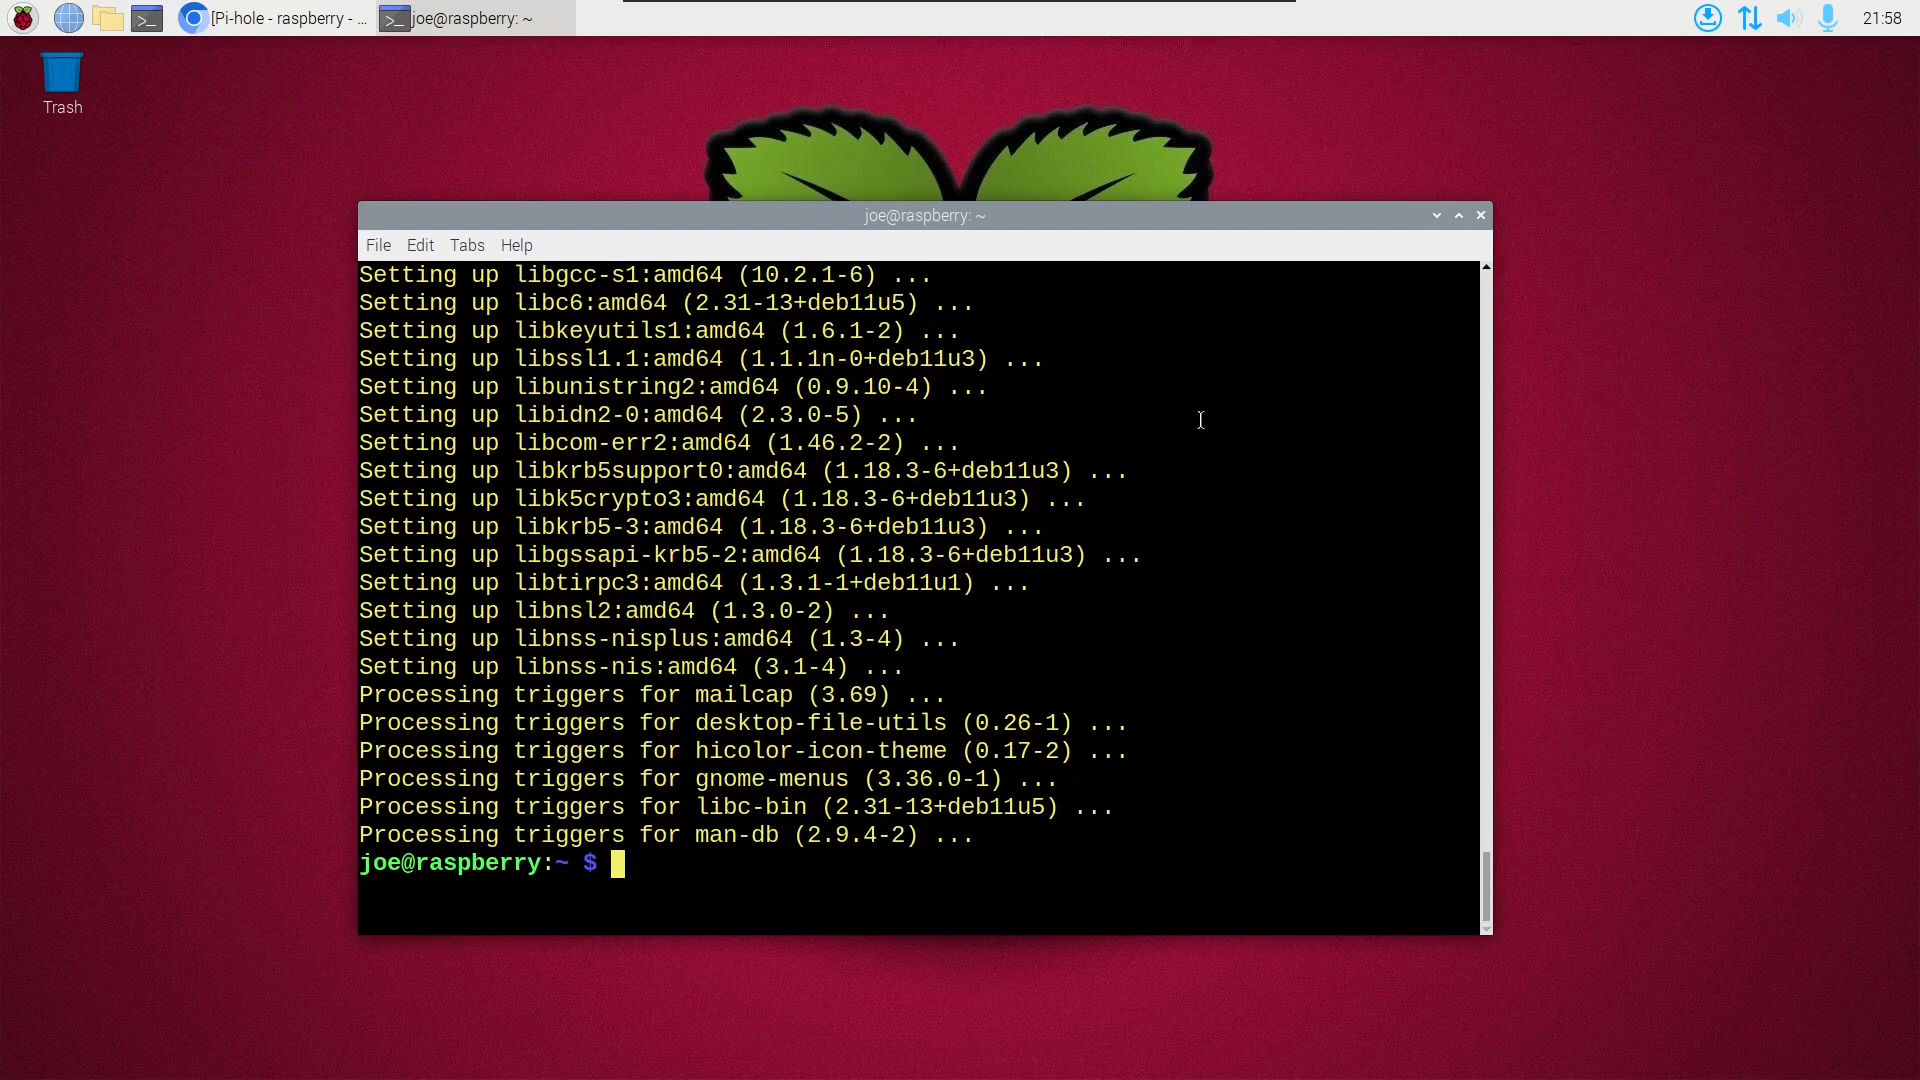 [Pi-hole - raspberry - ...
joe@raspberry: ~
21:58
Trash
joe@raspberry: ~
File Edit Tabs Help
Setting up libgcc-s1:amd64 (10.2.1-6) ...
Setting up libc6:amd64 (2.31-13+deb11u5) ...
Setting up libkeyutils1:amd64 (1.6.1-2) ...
Setting up libssl1.1:amd64 (1.1.1n-0+deb11u3) ...
Setting up libunistring2:amd64 (0.9.10-4) ...
Setting up libidn2-0:amd64 (2.3.0-5) ...
Setting up libcom-err2:amd64 (1.46.2-2) ...
Setting up libkrb5support0:amd64 (1.18.3-6+deb11u3) ...
Setting up libk5crypto3:amd64 (1.18.3-6+deb11u3) ...
Setting up libkrb5-3:amd64 (1.18.3-6+deb11u3) ...
Setting up libgssapi-krb5-2:amd64 (1.18.3-6+deb11u3) ...
Setting up libtirpc3:amd64 (1.3.1-1+deb11u1) ...
Setting up libnsl2:amd64 (1.3.0-2) ...
Setting up libnss-nisplus:amd64 (1.3-4) ...
Setting up libnss-nis:amd64 (3.1-4) ...
Processing triggers for mailcap (3.69) ...
Processing triggers for desktop-file-utils (0.26-1) ...
Processing triggers for hicolor-icon-theme (0.17-2) ...
Processing triggers for gnome-menus (3.36.0-1) ...
Processing triggers for libc-bin (2.31-13+deb11u5) ...
Processing triggers for man-db (2.9.4-2) ...
joe@raspberry:~ $